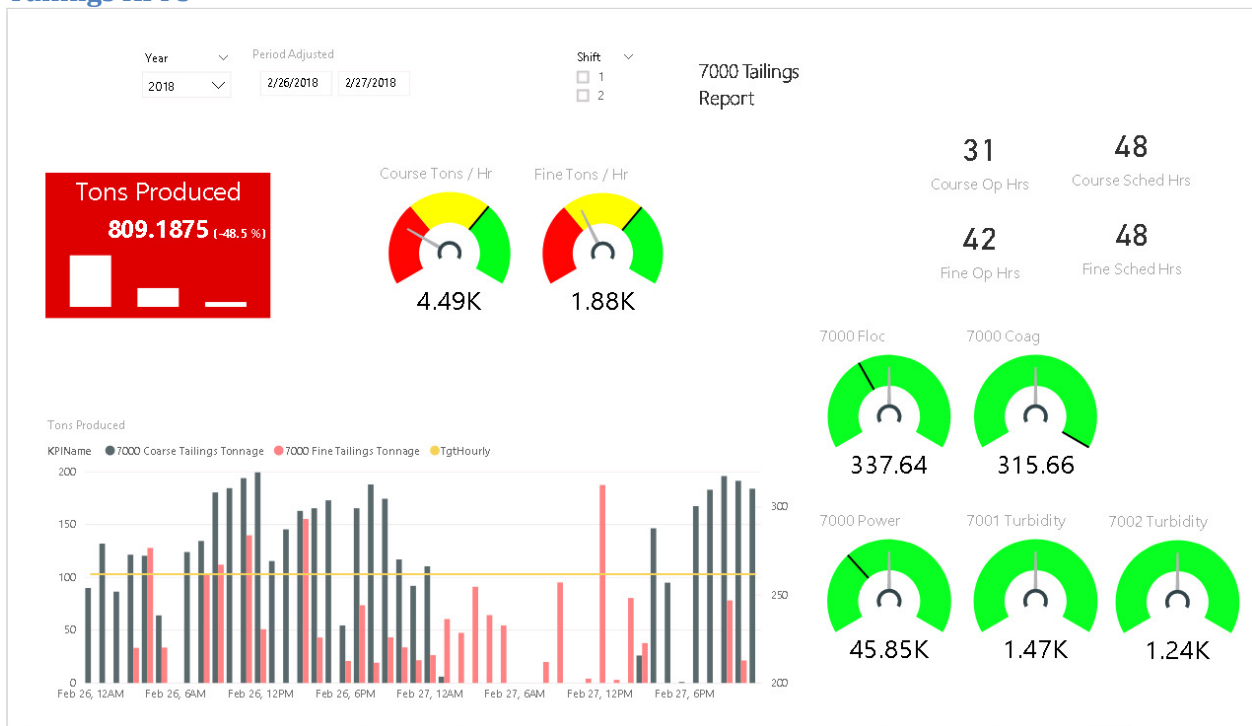 Year
Period Adjusted
2018
2/26/2018 2/27/2018
Shift
1
2
7000 Tailings
Report
31
Course Op Hrs
48
Course Sched Hrs
42
Fine Op Hrs
48
Fine Sched Hrs
Tons Produced
809.1875 (-48.5 %)
Course Tons / Hr
4.49K
Fine Tons / Hr
1.88K
7000 Floc
337.64
7000 Coag
315.66
7000 Power
45.85K
7001 Turbidity
1.47K
7002 Turbidity
1.24K
Tons Produced
KPIName 7000 Coarse Tailings Tonnage 7000 Fine Tailings Tonnage TgtHourly
200
150
100
50
0
300
250
200
Feb 26, 12AM Feb 26, 6AM Feb 26, 12PM Feb 26, 6PM Feb 27, 12AM Feb 27, 6AM Feb 27, 12PM Feb 27, 6PM